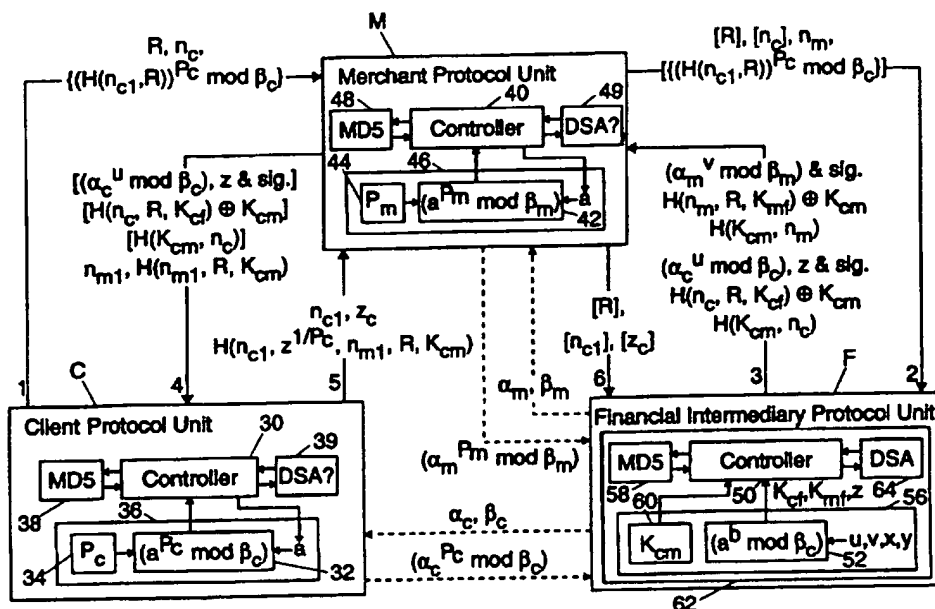 M
R, n_c,
{(H(n_c1,R))^Pc mod β_c}
[R], [n_c], n_m,
[{((H(n_c1,R))^Pc mod β_c}]
Merchant Protocol Unit
48
40
49
MD5
Controller
DSA?
44
46
P_m
(a^Pm mod β_m)
a
42
[(α_c^u mod β_c), z & sig.]
[H(n_c, R, K_cf) ⊕ K_cm]
[H(K_cm, n_c)]
n_m1, H(n_m1, R, K_cm)
(α_m^v mod β_m) & sig.
H(n_m, R, K_mf) ⊕ K_cm
H(K_cm, n_m)
(α_c^u mod β_c), z & sig.
H(n_c, R, K_cf) ⊕ K_cm
H(K_cm, n_c)
n_c1, z_c
H(n_c1, z^1/Pc, n_m1, R, K_cm)
[R],
[n_c1], [z_c]
α_m, β_m
1
C
4
5
6
3
F
2
Client Protocol Unit
30
39
MD5
Controller
DSA?
38
36
P_c
(a^Pc mod β_c)
a
34
32
(α_m^Pm mod β_m)
α_c, β_c
(α_c^Pc mod β_c)
Financial Intermediary Protocol Unit
MD5
Controller
DSA
58
60
50
K_cf, K_mf, z
64
56
K_cm
(a^b mod β_c)
u,v,x,y
52
62